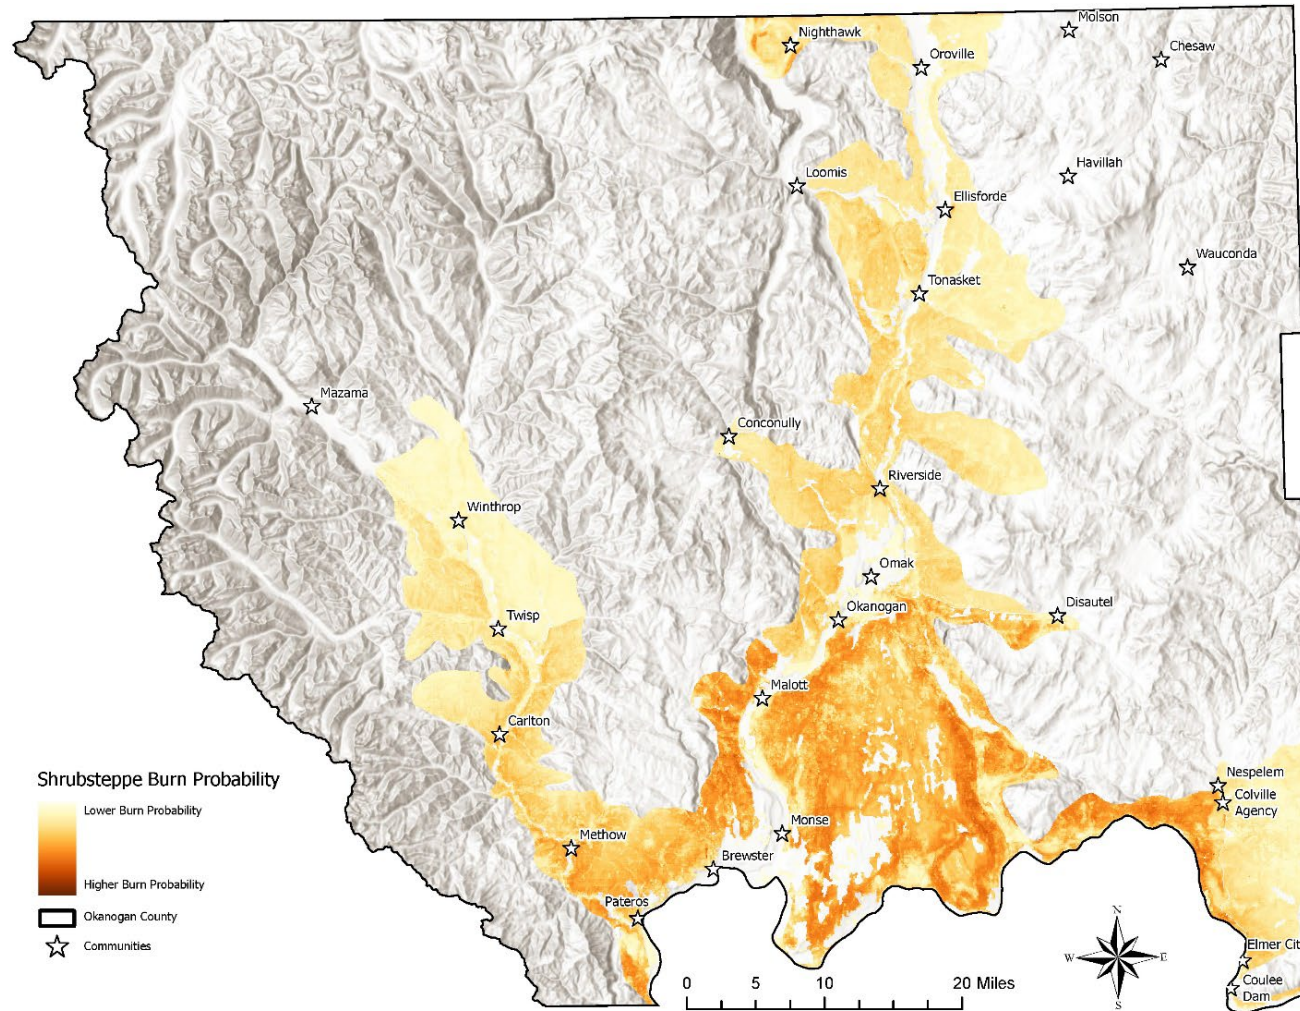 Molson
Nighthawk
Chesaw
Oroville
Havillah
Loomis
Ellisforde
Wauconda
Tonasket
Mazama
Conconully
Riverside
Winthrop
Omak
Disautel
Okanogan
Twisp
Malott
Carlton
Shrubsteppe Burn Probability
Lower Burn Probability
Higher Burn Probability
Okanogan County
Communities
Nespelem
Colville
Agency
Monse
Methow
Brewster
Pateros
N
W
E
S
Elmer Cit
Coulee
Dam
0 5 10 20 Miles